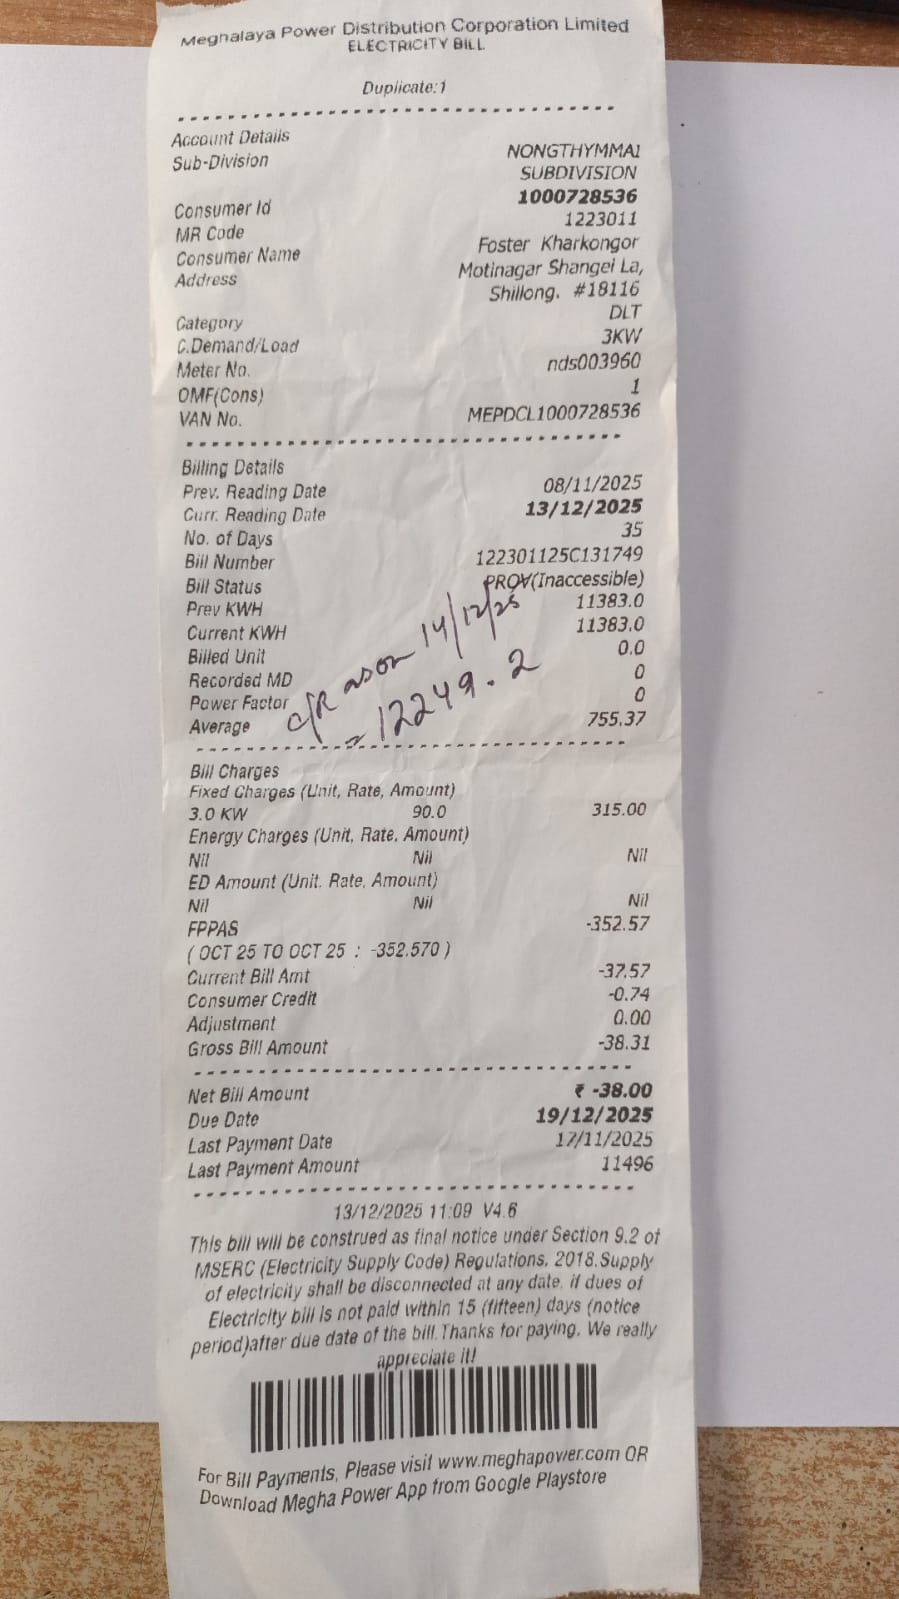 Meghalaya Power Distribution Corporation Limited
ELECTRICITY BILL
Duplicate:1
Account Details
Sub-Division NONGTHYMMAI
SUBDIVISION
Consumer Id 1000728536
MR Code 1223011
Consumer Name Foster Kharkongor
Address Motinagar Shangei La,
Shillong. #18116
Category DLT
C.Demand/Load 3KW
Meter No. nds003960
OMF(Cons) 1
VAN No. MEPDCL1000728536
Billing Details
Prev. Reading Date 08/11/2025
Curr. Reading Date 13/12/2025
No. of Days 35
Bill Number 122301125C131749
Bill Status PROV(Inaccessible)
Prev KWH 11383.0
Current KWH 11383.0
Billed Unit 0.0
Recorded MD 0
Power Factor 0
Average 755.37
C/R as on 14/12/25
= 12249.2
Bill Charges
Fixed Charges (Unit, Rate, Amount)
3.0 KW 90.0 315.00
Energy Charges (Unit, Rate, Amount)
Nil Nil Nil
ED Amount (Unit, Rate, Amount)
Nil Nil Nil
FPPAS -352.57
( OCT 25 TO OCT 25 : -352.570 )
Current Bill Amt -37.57
Consumer Credit -0.74
Adjustment 0.00
Gross Bill Amount -38.31
Net Bill Amount ₹ -38.00
Due Date 19/12/2025
Last Payment Date 17/11/2025
Last Payment Amount 11496
13/12/2025 11:09 V4.6
This bill will be construed as final notice under Section 9.2 of
MSERC (Electricity Supply Code) Regulations, 2018.Supply
of electricity shall be disconnected at any date, if dues of
Electricity bill is not paid within 15 (fifteen) days (notice
period)after due date of the bill.Thanks for paying. We really
appreciate it!
For Bill Payments, Please visit www.meghapower.com OR
Download Megha Power App from Google Playstore